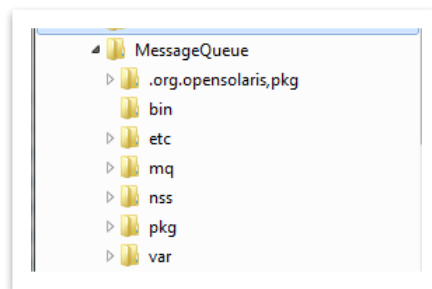 MessageQueue
.org.opensolaris,pkg
bin
etc
mq
nss
pkg
var